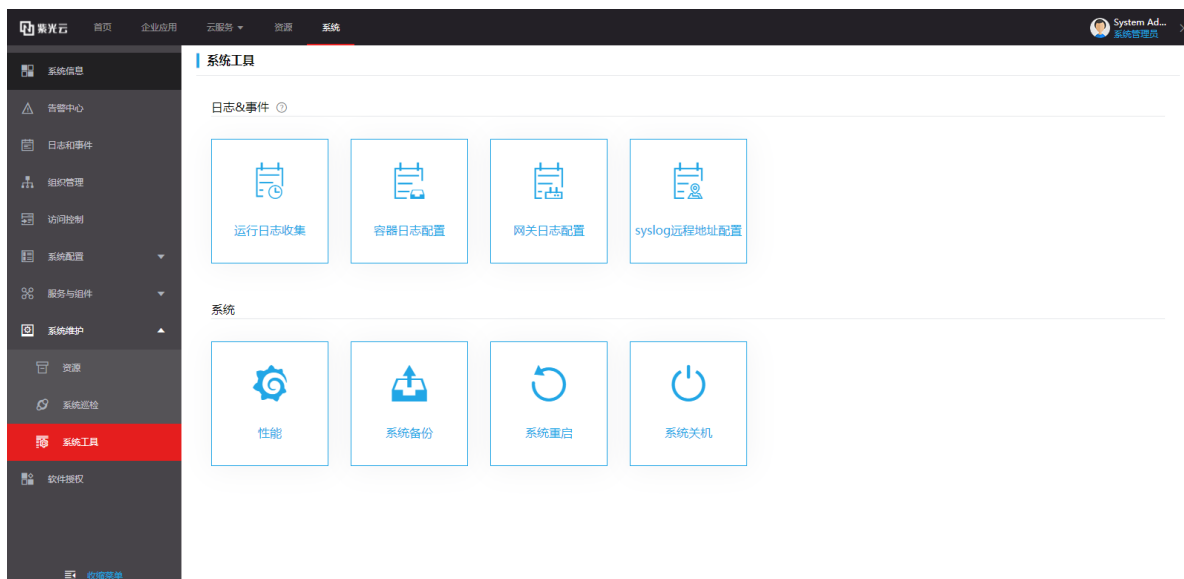 紫光云
首页
企业应用
云服务
资源
系统
System Ad...
系统管理员
系统信息
告警中心
日志和事件
组织管理
访问控制
系统配置
服务与组件
系统维护
资源
系统巡检
系统工具
软件授权
收缩菜单
系统工具
日志&事件
运行日志收集
容器日志配置
网关日志配置
syslog远程地址配置
系统
性能
系统备份
系统重启
系统关机